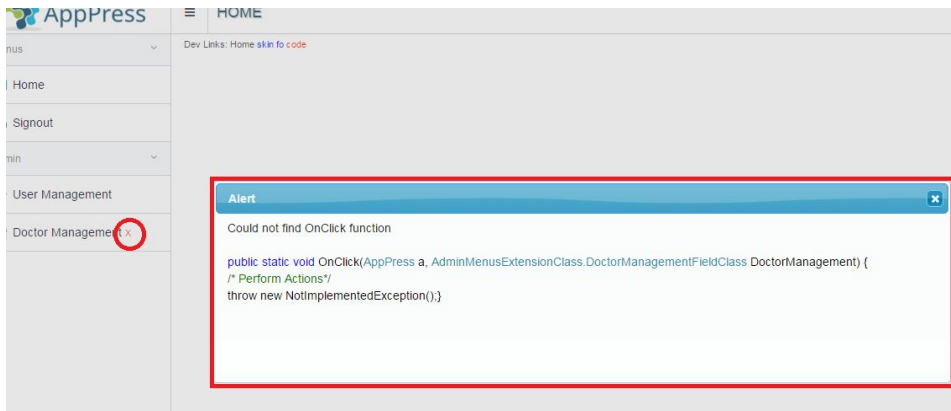 AppPress
HOME
Dev Links: Home skin fo code
nus
Home
Signout
min
User Management
Doctor Management x
Alert
x
Could not find OnClick function
public static void OnClick(AppPress a, AdminMenusExtensionClass.DoctorManagementFieldClass DoctorManagement) {
/* Perform Actions*/
throw new NotImplementedException();}